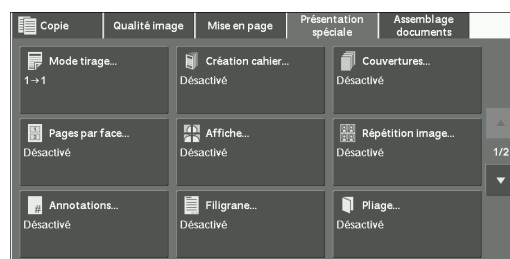 Copie
Qualité image
Mise en page
Présentation
spéciale
Assemblage
documents
Mode tirage...
1→1
Création cahier...
Désactivé
Couvertures...
Désactivé
Pages par face...
Désactivé
Affiche...
Désactivé
Répétition image...
Désactivé
1/2
Annotations...
Désactivé
Filigrane...
Désactivé
Pliage...
Désactivé